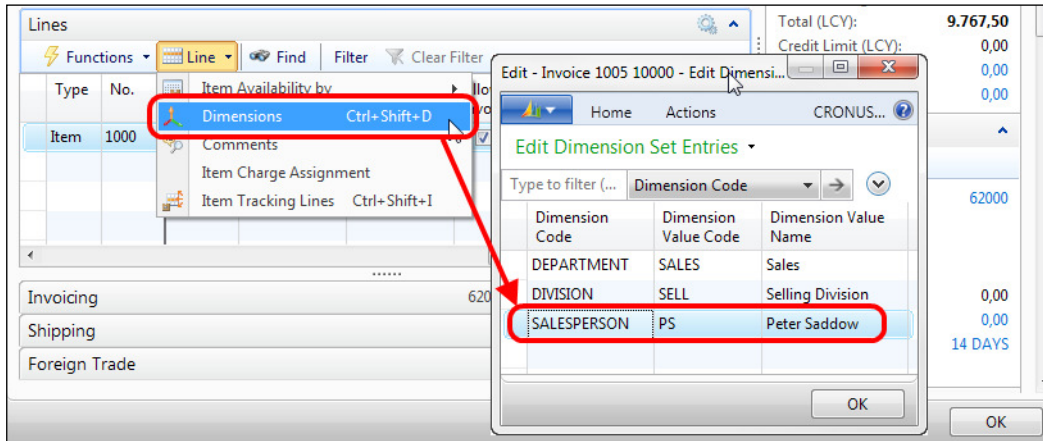 Lines
Functions Line Find Filter Clear Filter
Type No.
Item Availability by
Dimensions Ctrl+Shift+D
Item 1000
Comments
Item Charge Assignment
Item Tracking Lines Ctrl+Shift+I
Invoicing
Shipping
Foreign Trade
Edit - Invoice 1005 10000 - Edit Dimensi...
Home Actions CRONUS...
Edit Dimension Set Entries
Type to filter (... Dimension Code
Dimension Code Dimension Value Code Dimension Value Name
DEPARTMENT SALES Sales
DIVISION SELL Selling Division
SALESPERSON PS Peter Saddow
OK
Total (LCY): 9.767,50
Credit Limit (LCY): 0,00
0,00
0,00
62000
0,00
0,00
14 DAYS
OK